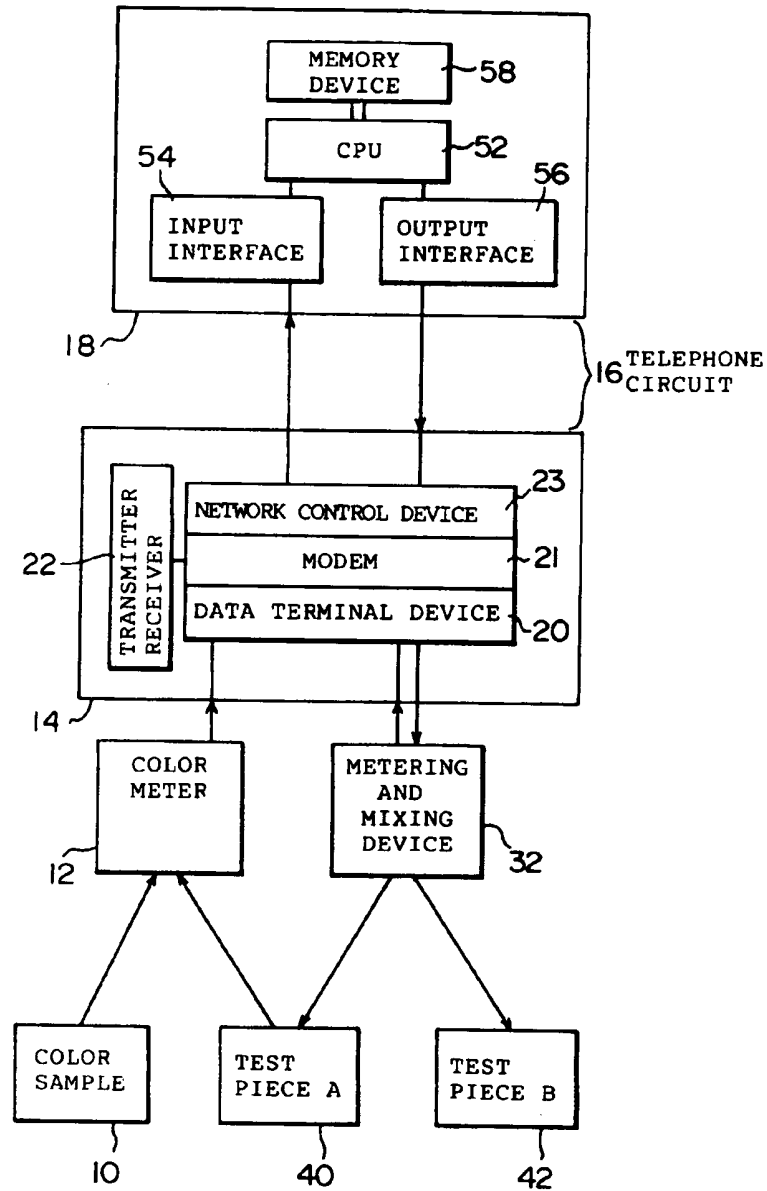 MEMORY
DEVICE
58
CPU
52
54
56
INPUT
INTERFACE
OUTPUT
INTERFACE
18
16 TELEPHONE
CIRCUIT
TRANSMITTER
RECEIVER
22
NETWORK CONTROL DEVICE
23
MODEM
21
DATA TERMINAL DEVICE
20
14
COLOR
METER
12
METERING
AND
MIXING
DEVICE
32
COLOR
SAMPLE
10
TEST
PIECE A
40
TEST
PIECE B
42